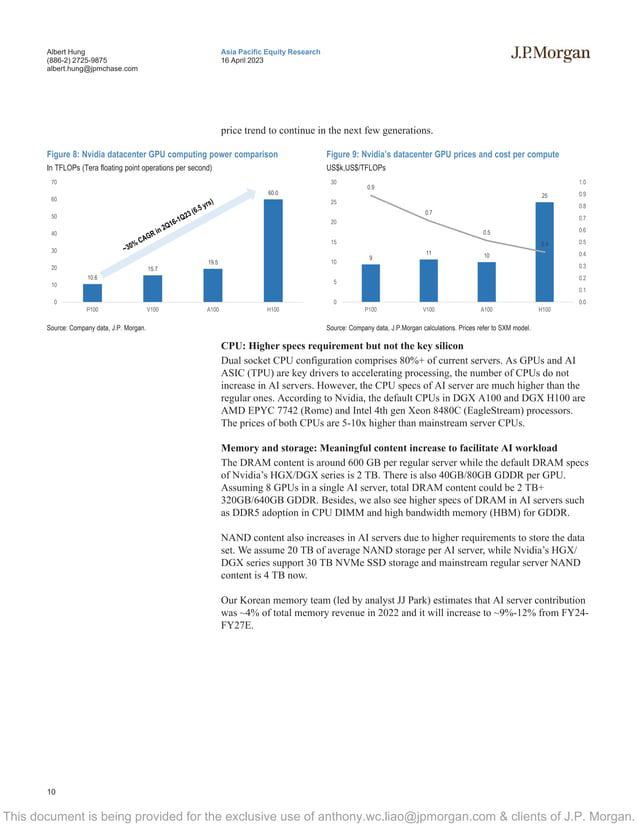 Albert Hung
(886-2) 2725-9875
albert.hung@jpmchase.com
Asia Pacific Equity Research
16 April 2023
J.P.Morgan
price trend to continue in the next few generations.
Figure 8: Nvidia datacenter GPU computing power comparison
In TFLOPs (Tera floating point operations per second)
70
60
50
40
30
20
10
0
10.6
15.7
19.5
60.0
~30% CAGR in 2Q16-1Q23 (6.5 yrs)
P100
V100
A100
H100
Source: Company data, J.P. Morgan.
Figure 9: Nvidia's datacenter GPU prices and cost per compute
US$k,US$/TFLOPs
30
25
20
15
10
5
0
0.9
0.7
0.5
0.4
9
11
10
25
1.0
0.9
0.8
0.7
0.6
0.5
0.4
0.3
0.2
0.1
0.0
P100
V100
A100
H100
Source: Company data, J.P.Morgan calculations. Prices refer to SXM model.
CPU: Higher specs requirement but not the key silicon
Dual socket CPU configuration comprises 80%+ of current servers. As GPUs and AI
ASIC (TPU) are key drivers to accelerating processing, the number of CPUs do not
increase in AI servers. However, the CPU specs of AI server are much higher than the
regular ones. According to Nvidia, the default CPUs in DGX A100 and DGX H100 are
AMD EPYC 7742 (Rome) and Intel 4th gen Xeon 8480C (EagleStream) processors.
The prices of both CPUs are 5-10x higher than mainstream server CPUs.
Memory and storage: Meaningful content increase to facilitate AI workload
The DRAM content is around 600 GB per regular server while the default DRAM specs
of Nvidia's HGX/DGX series is 2 TB. There is also 40GB/80GB GDDR per GPU.
Assuming 8 GPUs in a single AI server, total DRAM content could be 2 TB+
320GB/640GB GDDR. Besides, we also see higher specs of DRAM in AI servers such
as DDR5 adoption in CPU DIMM and high bandwidth memory (HBM) for GDDR.
NAND content also increases in AI servers due to higher requirements to store the data
set. We assume 20 TB of average NAND storage per AI server, while Nvidia's HGX/
DGX series support 30 TB NVMe SSD storage and mainstream regular server NAND
content is 4 TB now.
Our Korean memory team (led by analyst JJ Park) estimates that AI server contribution
was ~4% of total memory revenue in 2022 and it will increase to ~9%-12% from FY24-
FY27E.
10
This document is being provided for the exclusive use of anthony.wc.liao@jpmorgan.com & clients of J.P. Morgan.